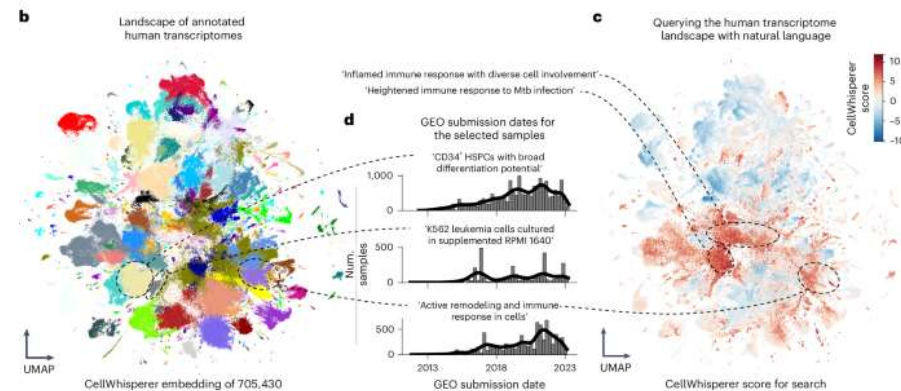 b
Landscape of annotated
human transcriptomes
UMAP
CellWhisperer embedding of 705,430
'Inflamed immune response with diverse cell involvement'
'Heightened immune response to Mtb infection'
d
GEO submission dates for
the selected samples
'CD34+ HSPCs with broad
differentiation potential'
1,000
0
'K562 leukemia cells cultured
in supplemented RPMI 1640'
500
0
Num.
samples
'Active remodeling and immune
response in cells'
500
0
2013
2018
2023
GEO submission date
c
Querying the human transcriptome
landscape with natural language
CellWhisperer
score
10
5
0
−5
−10
UMAP
CellWhisperer score for search